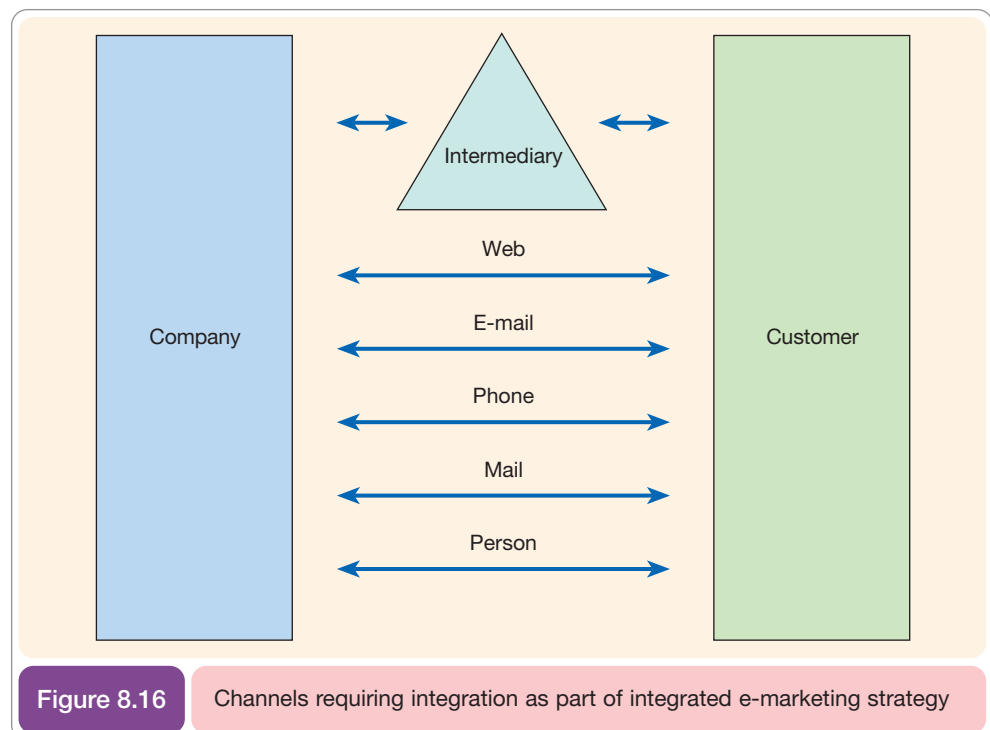 Intermediary
Web
E-mail
Company
Customer
Phone
Mail
Person
Figure 8.16
Channels requiring integration as part of integrated e-marketing strategy